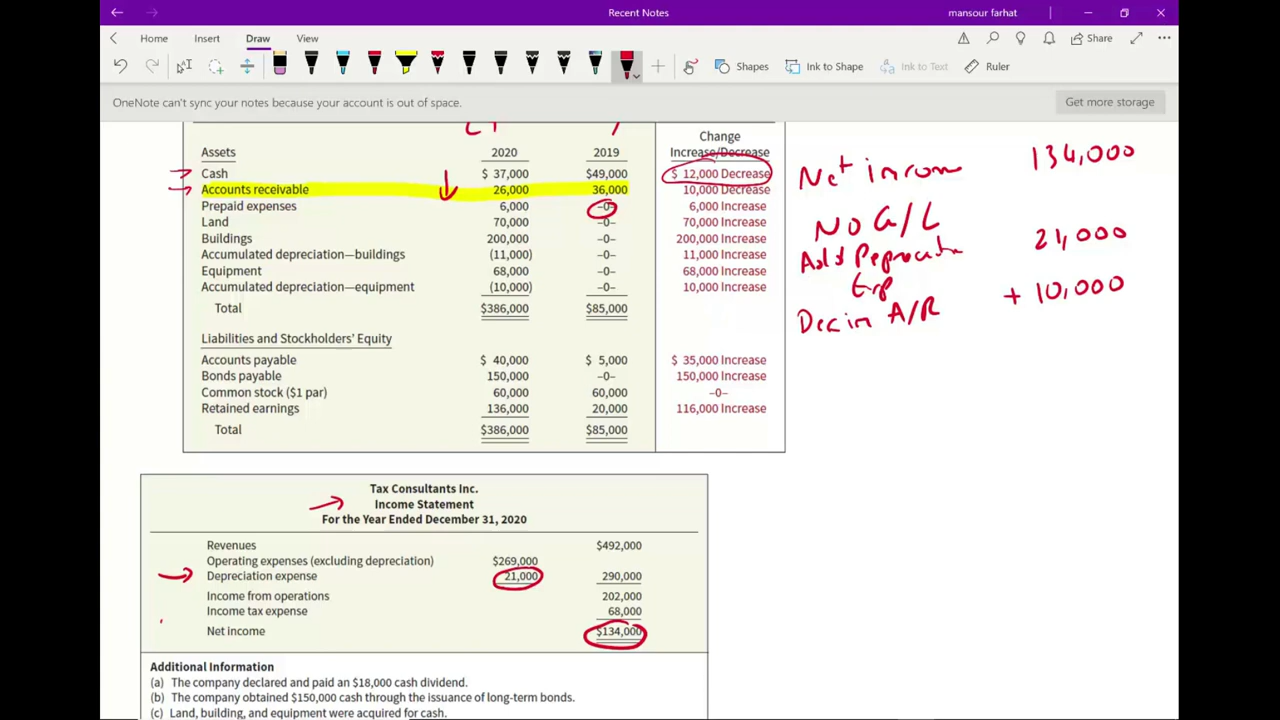 Recent Notes
mansour farhat
Home Insert Draw View
Share
Shapes Ink to Shape Ink to Text Ruler
OneNote can't sync your notes because your account is out of space.
Get more storage
Change
Assets 2020 2019 Increase/Decrease
Cash $ 37,000 $49,000 $ 12,000 Decrease
Accounts receivable 26,000 36,000 10,000 Decrease
Prepaid expenses 6,000 –0– 6,000 Increase
Land 70,000 –0– 70,000 Increase
Buildings 200,000 –0– 200,000 Increase
Accumulated depreciation—buildings (11,000) –0– 11,000 Increase
Equipment 68,000 –0– 68,000 Increase
Accumulated depreciation—equipment (10,000) –0– 10,000 Increase
Total $386,000 $85,000
Liabilities and Stockholders' Equity
Accounts payable $ 40,000 $ 5,000 $ 35,000 Increase
Bonds payable 150,000 –0– 150,000 Increase
Common stock ($1 par) 60,000 60,000 –0–
Retained earnings 136,000 20,000 116,000 Increase
Total $386,000 $85,000
Net income 134,000
NO G/L
Add Depreciation 21,000
Exp
Dec in A/R + 10,000
Tax Consultants Inc.
Income Statement
For the Year Ended December 31, 2020
Revenues $492,000
Operating expenses (excluding depreciation) $269,000
Depreciation expense 21,000 290,000
Income from operations 202,000
Income tax expense 68,000
Net income $134,000
Additional Information
(a) The company declared and paid an $18,000 cash dividend.
(b) The company obtained $150,000 cash through the issuance of long-term bonds.
(c) Land, building, and equipment were acquired for cash.